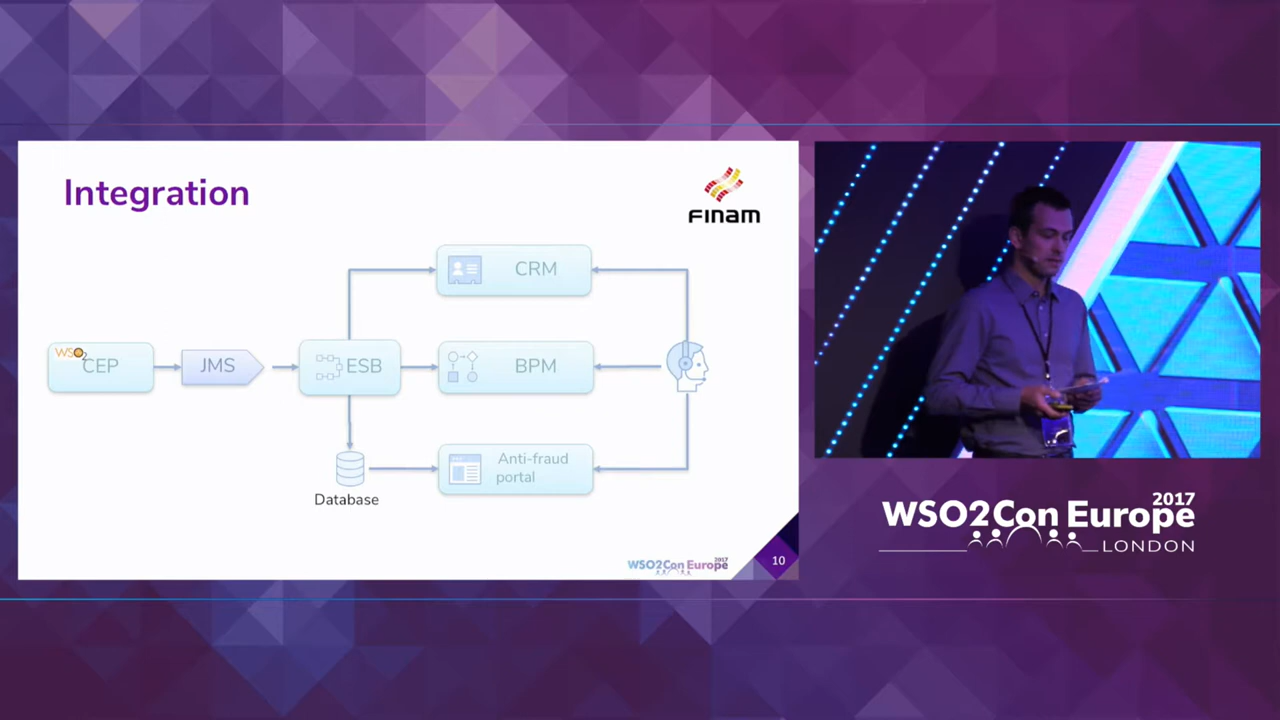 Integration
FINAM
CRM
WSO2
CEP
JMS
ESB
BPM
Anti-fraud
portal
Database
WSO2Con Europe 2017
10
WSO2Con Europe 2017
LONDON